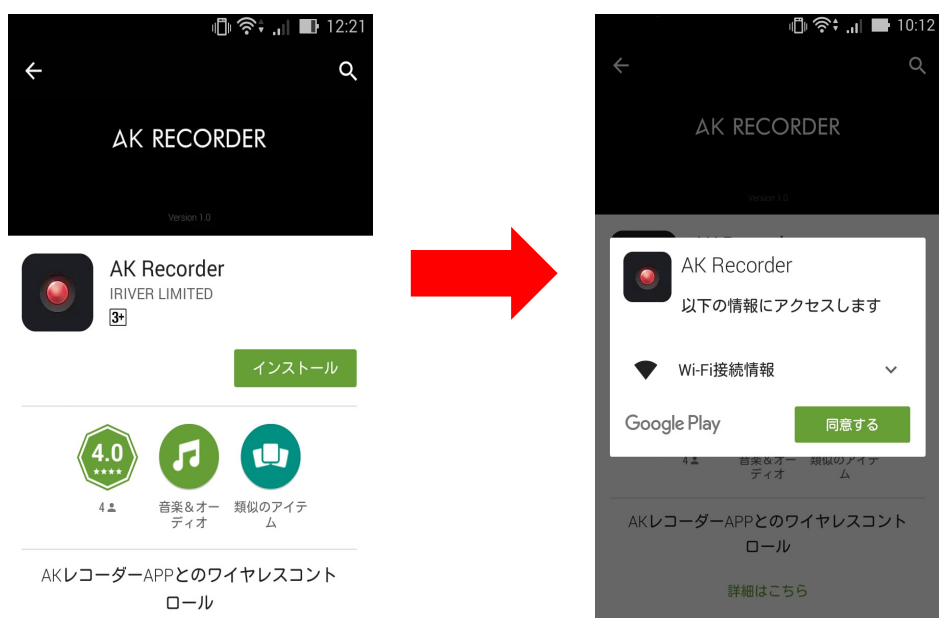 12:21
AK RECORDER
Version 1.0
AK Recorder
IRIVER LIMITED
3+
インストール
4.0
★★★★
4
音楽&オー
ディオ
類似のアイテ
ム
AKレコーダーAPPとのワイヤレスコント
ロール
10:12
AK RECORDER
Version 1.0
AK Recorder
以下の情報にアクセスします
Wi-Fi接続情報
Google Play
同意する
4
音楽&オー
ディオ
類似のアイテ
ム
AKレコーダーAPPとのワイヤレスコント
ロール
詳細はこちら